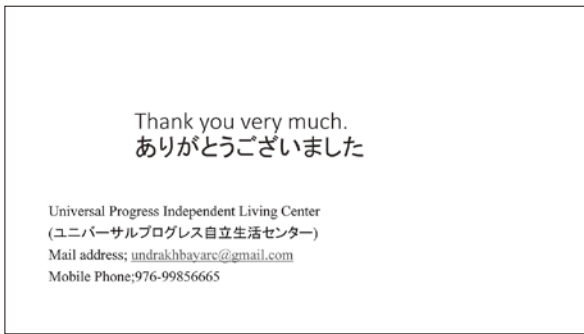 Thank you very much.
ありがとうございました
Universal Progress Independent Living Center
(ユニバーサルプログレス自立生活センター)
Mail address; undrakhbayarc@gmail.com
Mobile Phone;976-99856665